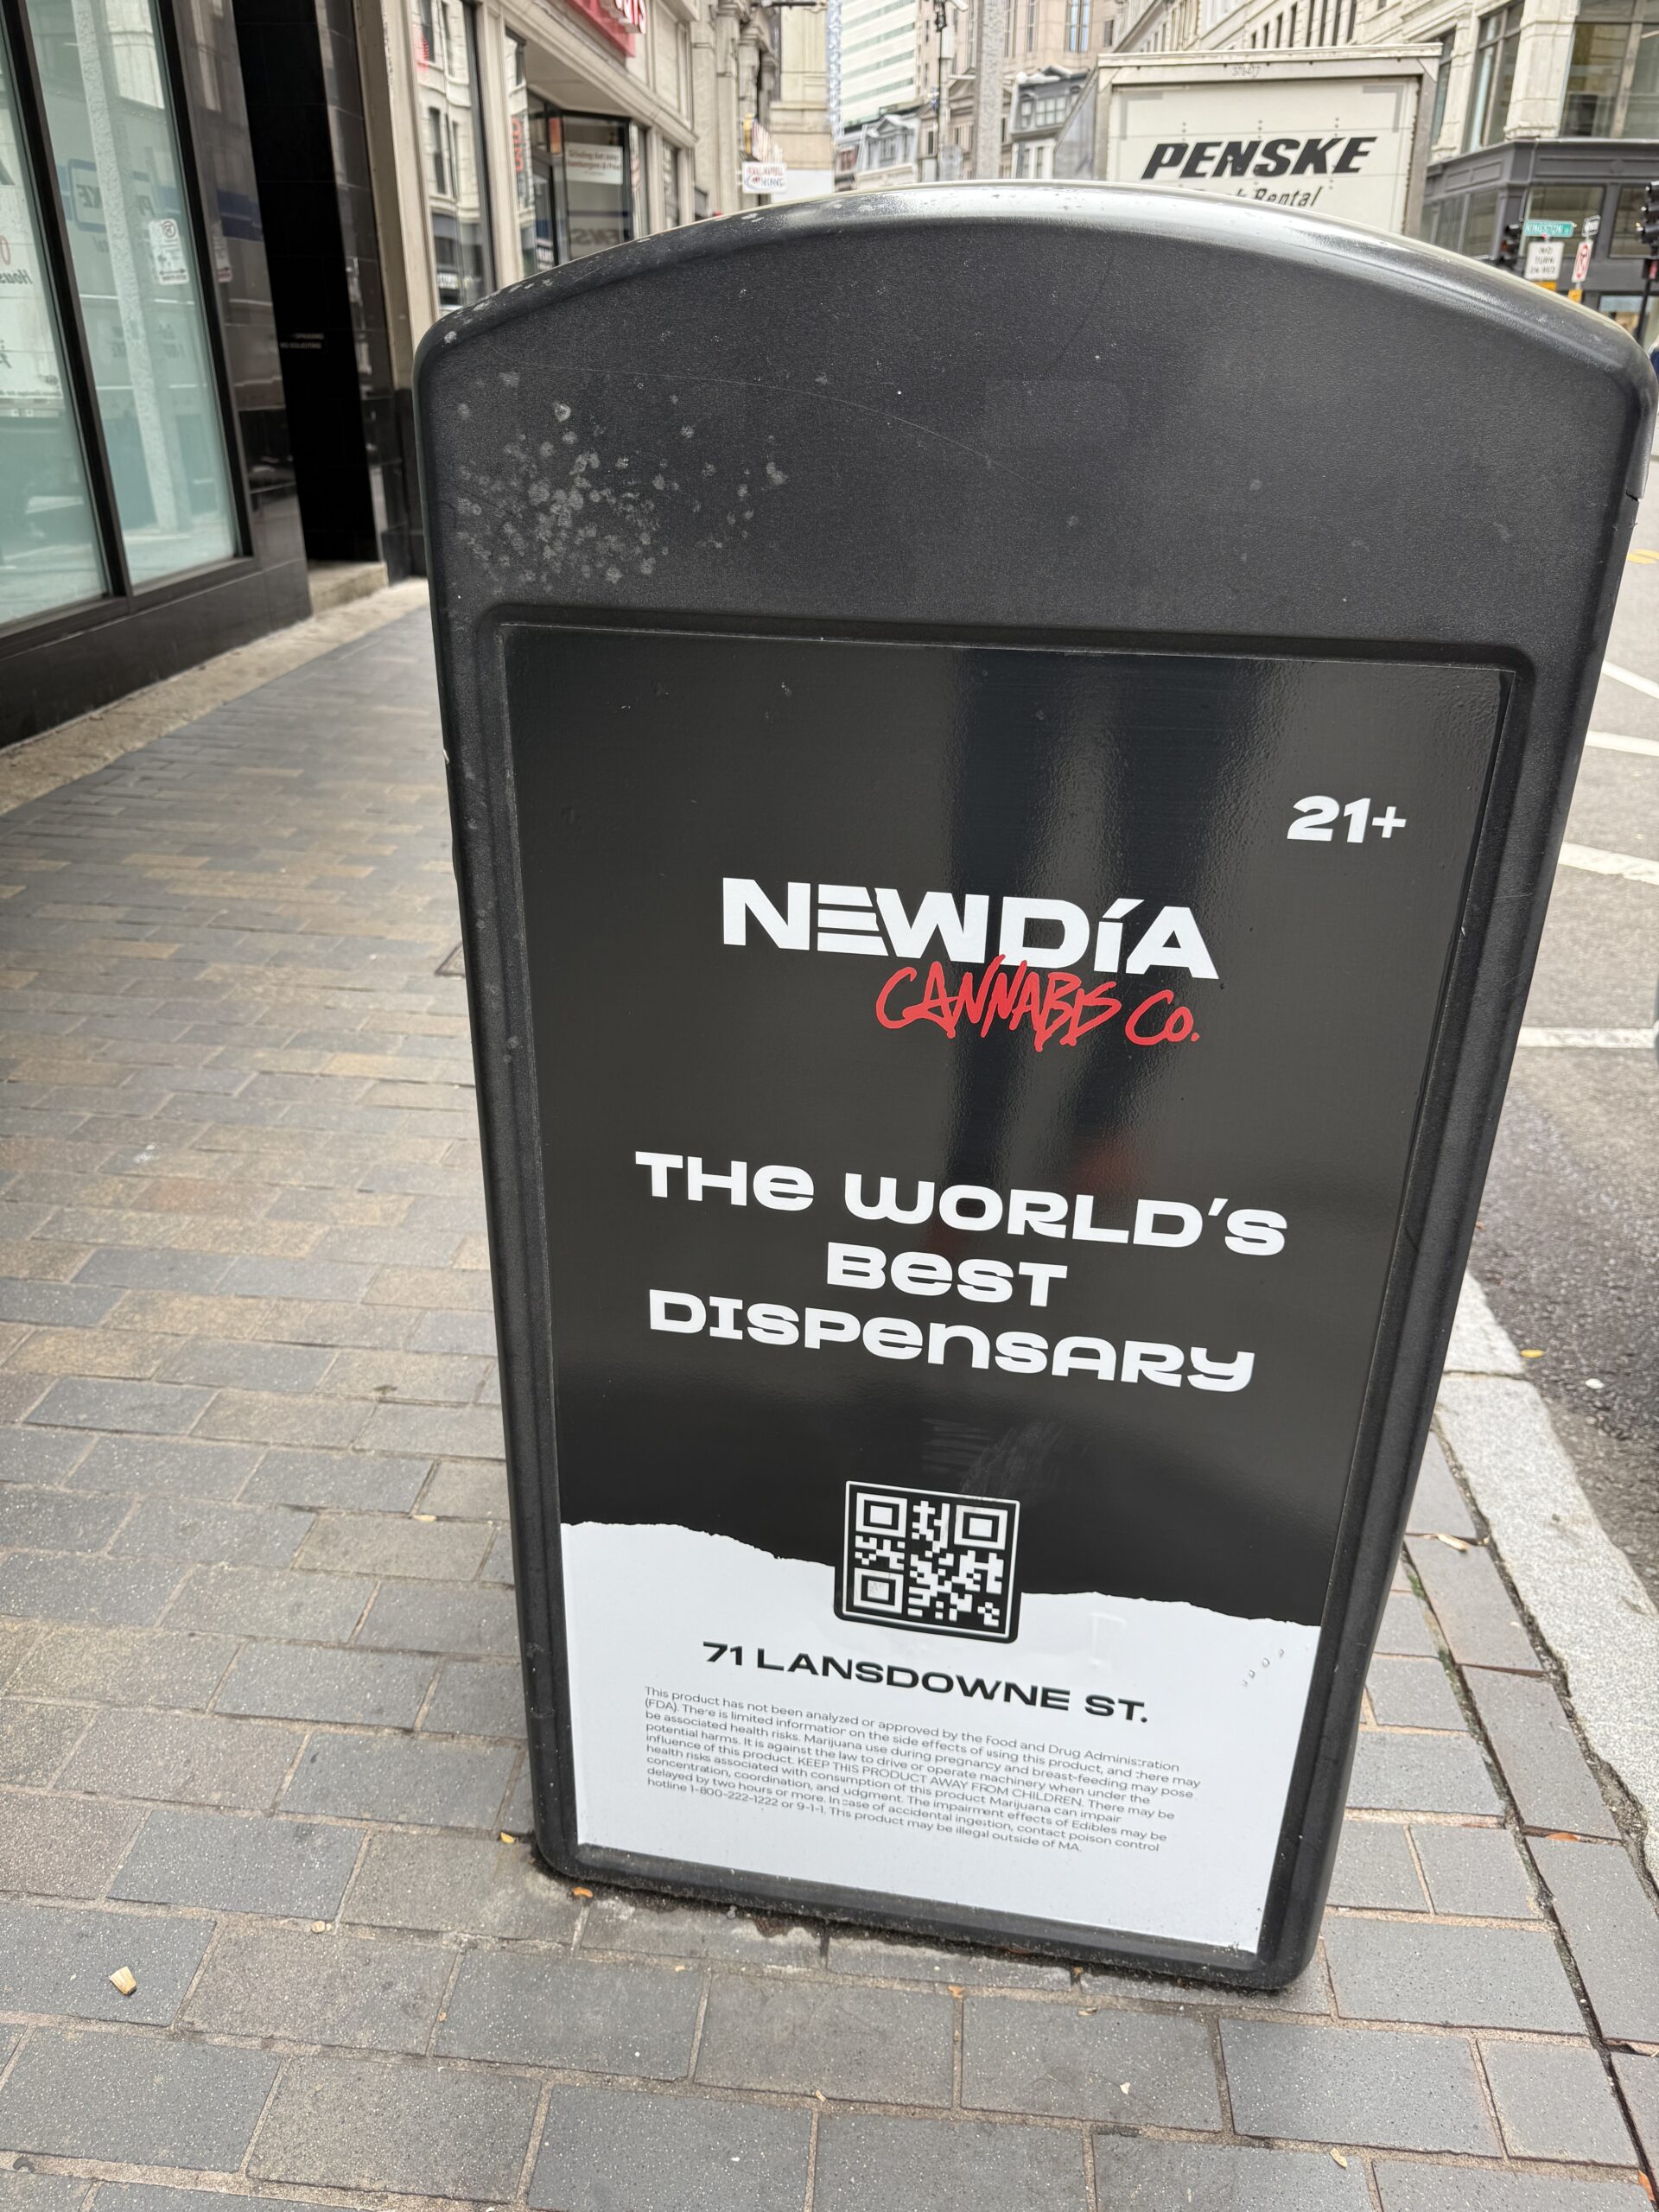 PENSKE
Rental
21+
NEWDÍA
CANNABIS Co.
THE WORLD'S
BEST
DISPENSARY
71 LANSDOWNE ST.
This product has not been analyzed or approved by the Food and Drug Administration
(FDA). There is limited information on the side effects of using this product, and there may
be associated health risks. Marijuana use during pregnancy and breast-feeding may pose
potential harms. It is against the law to drive or operate machinery when under the
influence of this product. KEEP THIS PRODUCT AWAY FROM CHILDREN. There may be
health risks associated with consumption of this product. Marijuana can impair
concentration, coordination, and judgment. The impairment effects of Edibles may be
delayed by two hours or more. In case of accidental ingestion, contact poison control
hotline 1-800-222-1222 or 9-1-1. This product may be illegal outside of MA.